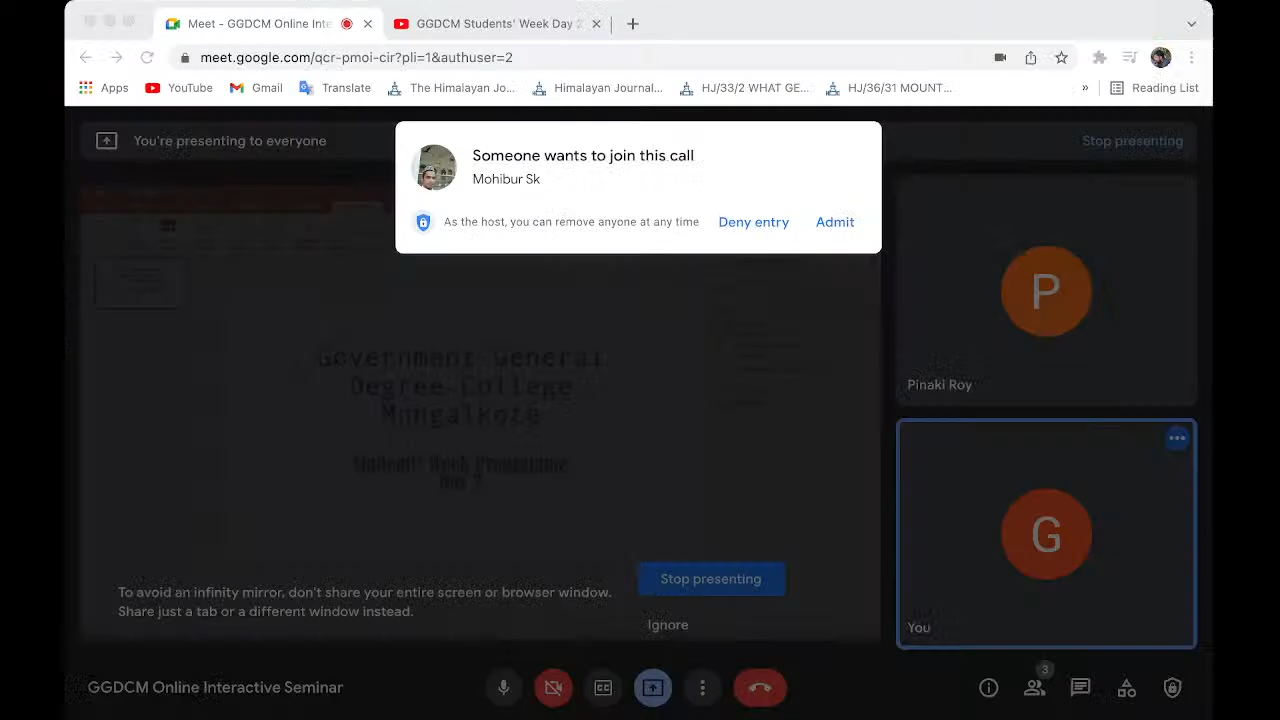 Meet - GGDCM Online Inte
GGDCM Students' Week Day 2
meet.google.com/qcr-pmoi-cir?pli=1&authuser=2
Apps
YouTube
Gmail
Translate
The Himalayan Jo...
Himalayan Journal...
HJ/33/2 WHAT GE...
HJ/36/31 MOUNT...
»
Reading List
You're presenting to everyone
Stop presenting
Someone wants to join this call
Mohibur Sk
As the host, you can remove anyone at any time
Deny entry
Admit
P
Pinaki Roy
Government General
Degree College
Mangalkote
Students' Week Programme
Day 7
G
You
To avoid an infinity mirror, don't share your entire screen or browser window.
Share just a tab or a different window instead.
Stop presenting
Ignore
GGDCM Online Interactive Seminar
CC
3